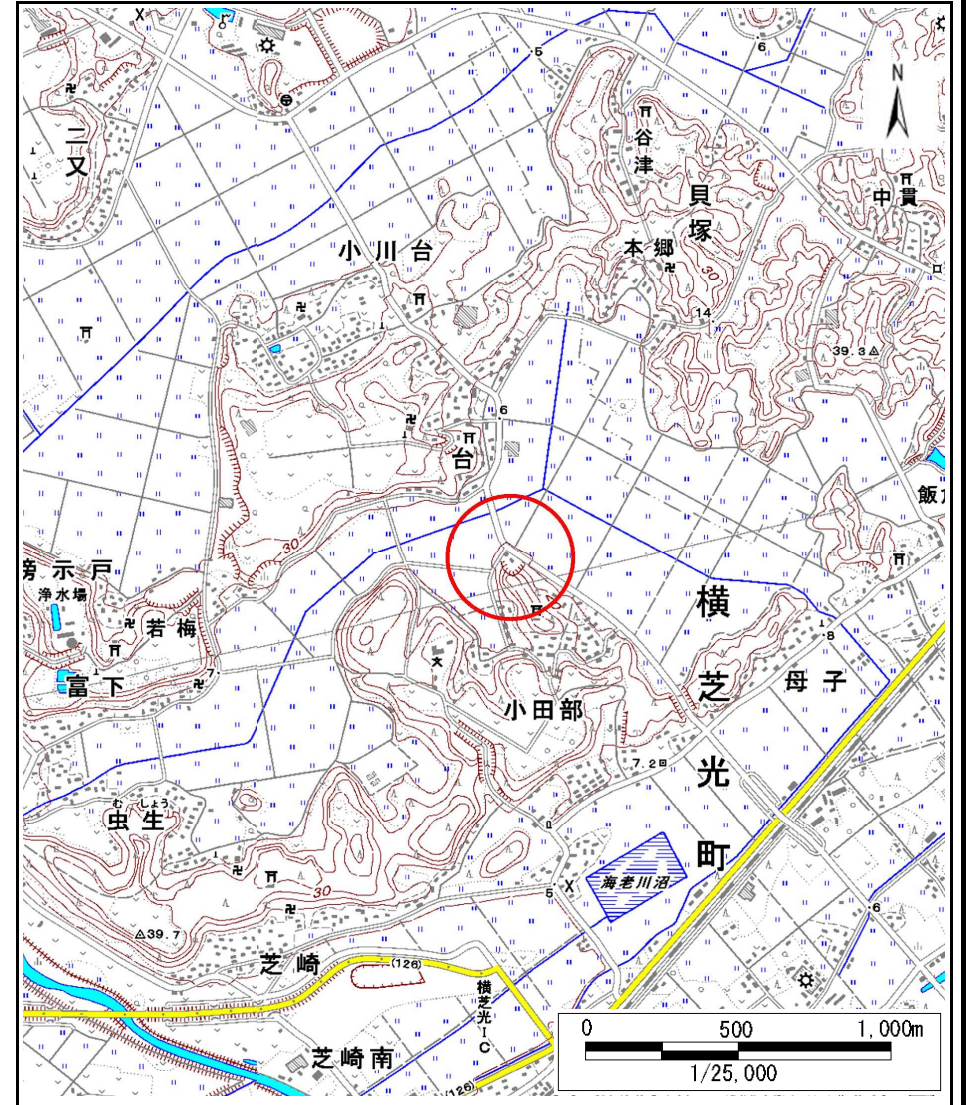 5
6
N
二又
谷津
貝塚
中貫
小川台
本郷
30
14
39.3
6
台
飯
30
傍示戸
浄水場
若梅
富下
7
横芝光町
1.8
母子
小田部
7.2
むしょう
虫生
30
海老川沼
5
39.7
6
芝崎
(126)
横芝光IC
芝崎南
(126)
0 500 1,000m
1/25,000